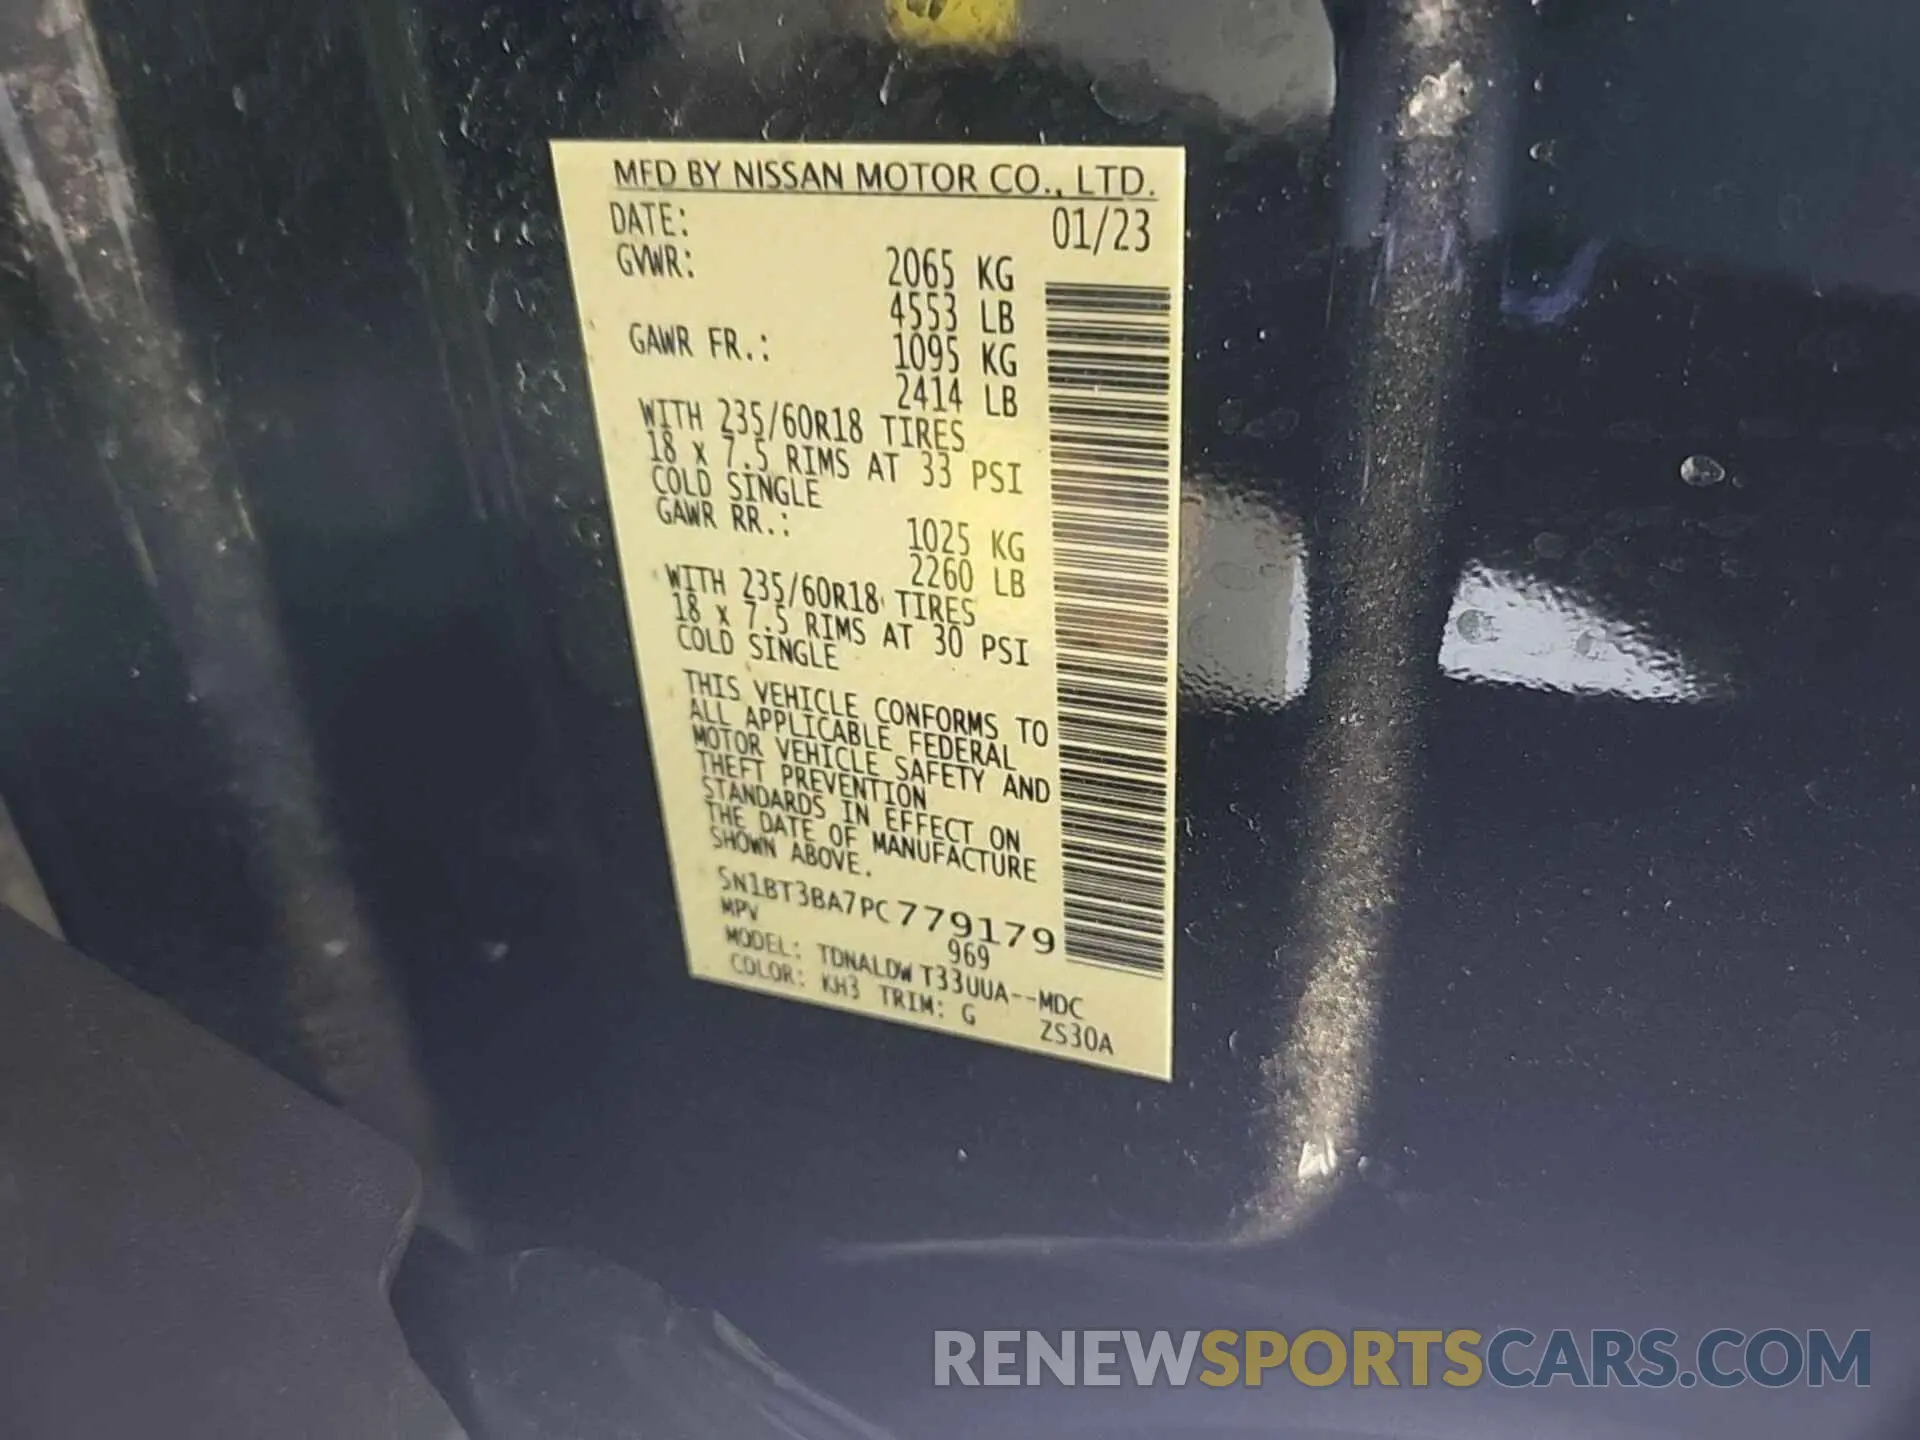 MFD BY NISSAN MOTOR CO., LTD.
DATE: 01/23
GVWR: 2065 KG
4553 LB
GAWR FR.: 1095 KG
2414 LB
WITH 235/60R18 TIRES
18 x 7.5 RIMS AT 33 PSI
COLD SINGLE
GAWR RR.: 1025 KG
2260 LB
WITH 235/60R18 TIRES
18 x 7.5 RIMS AT 30 PSI
COLD SINGLE
THIS VEHICLE CONFORMS TO
ALL APPLICABLE FEDERAL
MOTOR VEHICLE SAFETY AND
THEFT PREVENTION
STANDARDS IN EFFECT ON
THE DATE OF MANUFACTURE
SHOWN ABOVE.
5N1BT3BA7PC779179
MPV 969
MODEL: TDNALDW T33UUA--MDC
COLOR: KH3 TRIM: G ZS30A
RENEWSPORTSCARS.COM